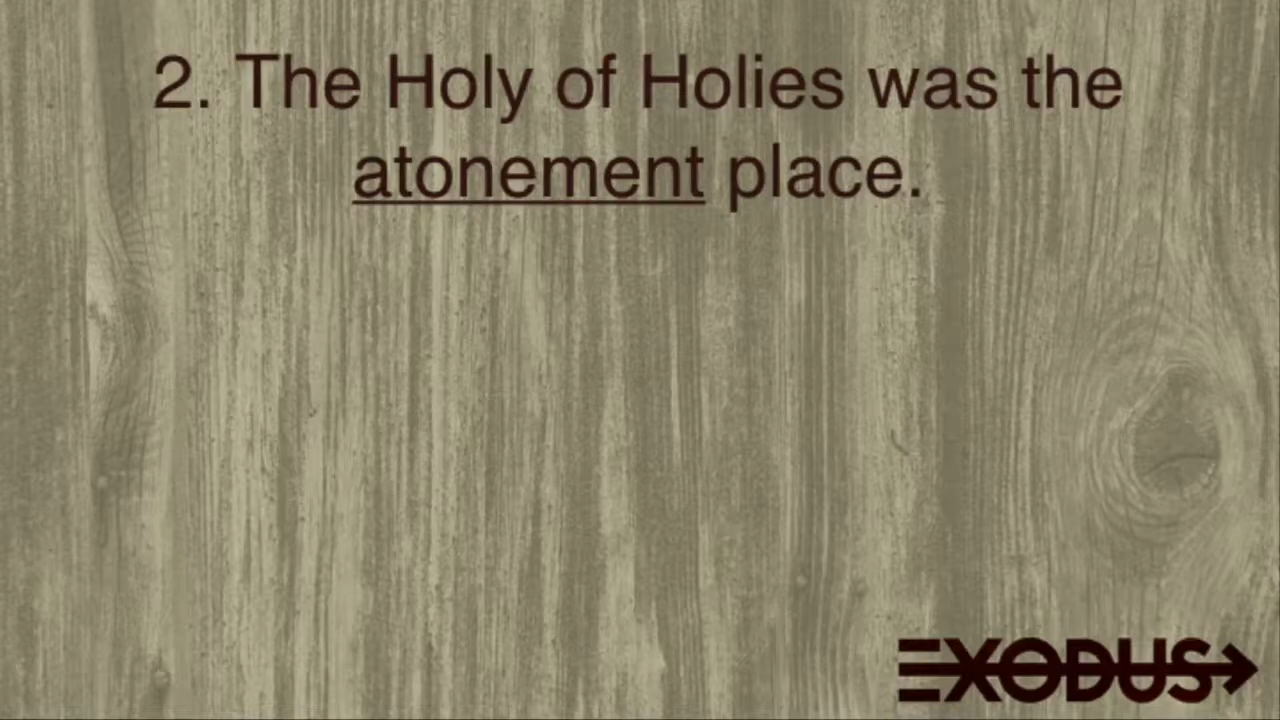 2. The Holy of Holies was the
atonement place.
EXODUS